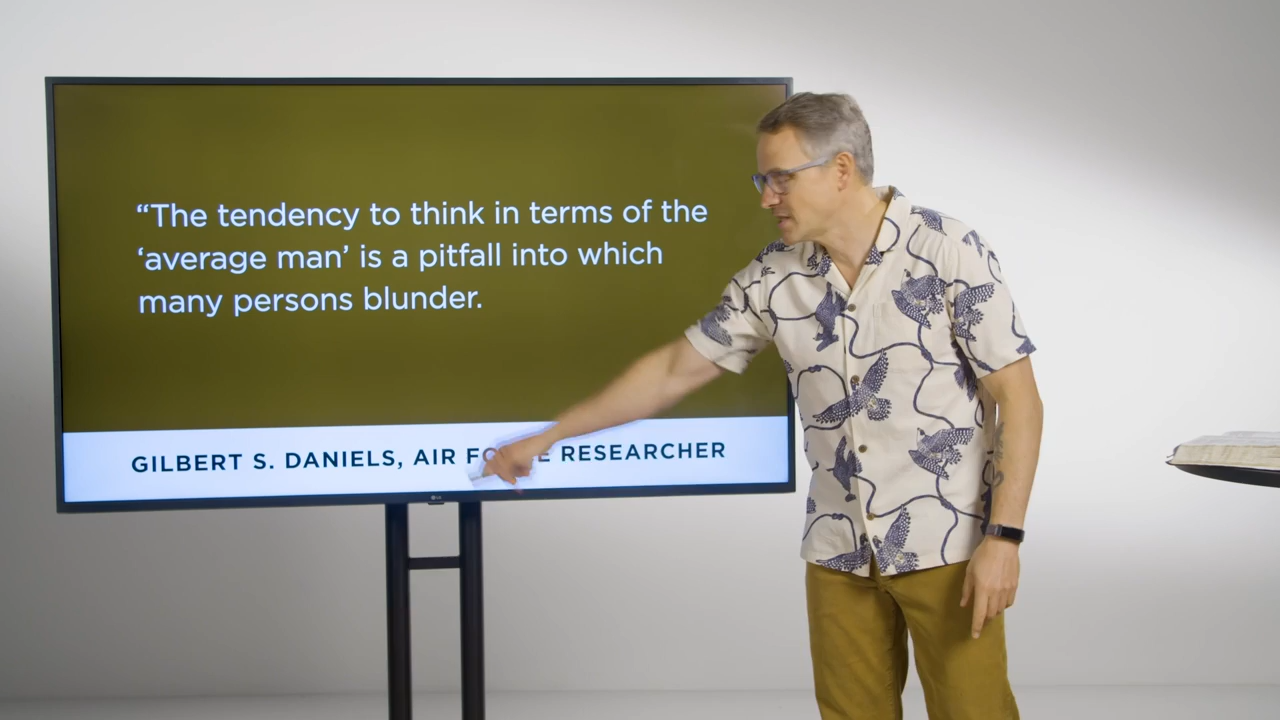 “The tendency to think in terms of the
‘average man’ is a pitfall into which
many persons blunder.
GILBERT S. DANIELS, AIR RESEARCHER
LG